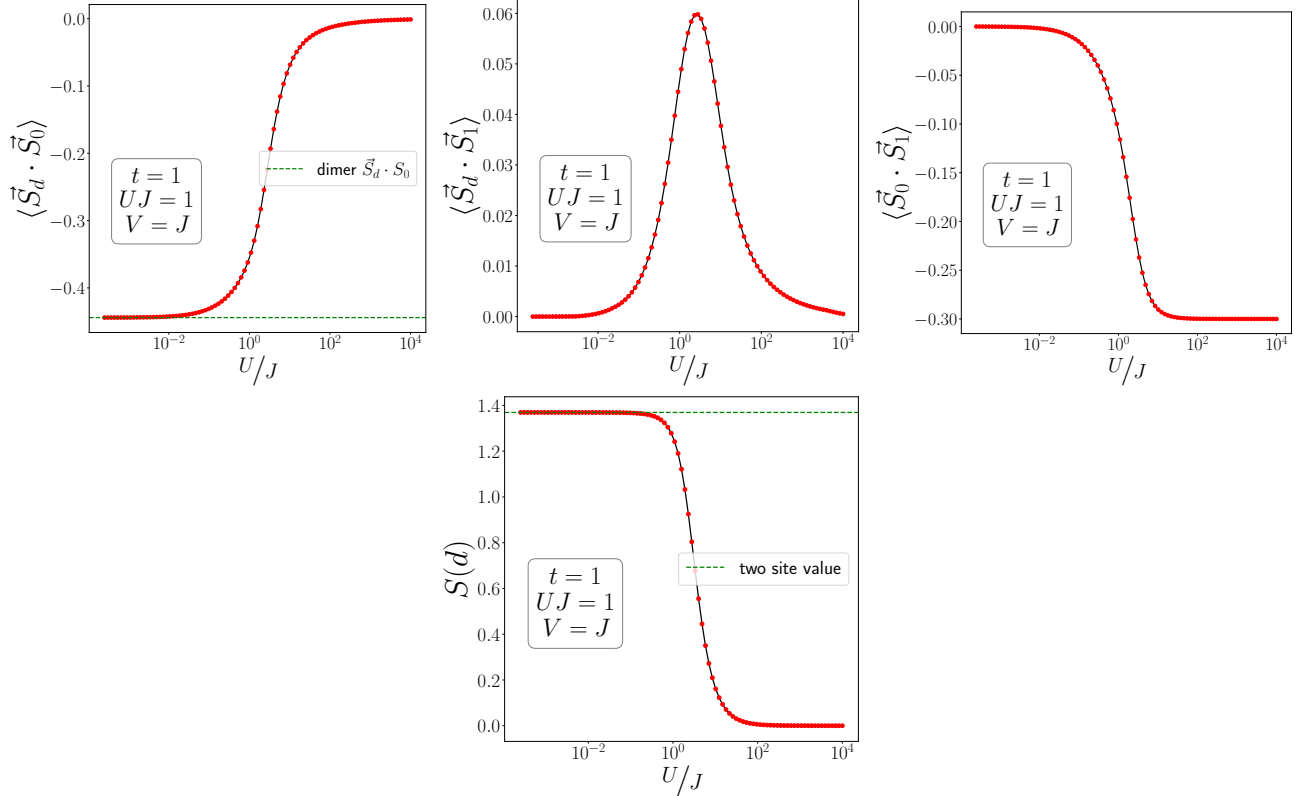 ⟨S⃗_d · S⃗_0⟩
0.0
−0.1
−0.2
−0.3
−0.4
t = 1
UJ = 1
V = J
dimer S⃗_d · S_0
10^−2
10^0
10^2
10^4
U/J
⟨S⃗_d · S⃗_1⟩
0.06
0.05
0.04
0.03
0.02
0.01
0.00
t = 1
UJ = 1
V = J
10^−2
10^0
10^2
10^4
U/J
⟨S⃗_0 · S⃗_1⟩
0.00
−0.05
−0.10
−0.15
−0.20
−0.25
−0.30
t = 1
UJ = 1
V = J
10^−2
10^0
10^2
10^4
U/J
S(d)
1.4
1.2
1.0
0.8
0.6
0.4
0.2
0.0
t = 1
UJ = 1
V = J
two site value
10^−2
10^0
10^2
10^4
U/J